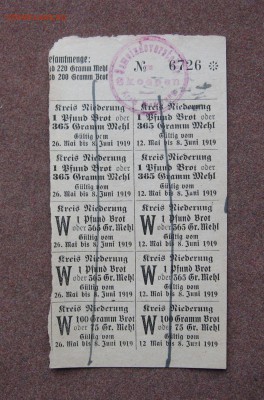 esamtmenge:
220 Gramm Mehl
200 Gramm Brot
№ 6726
Kreis Niederung
1 Pfund Brot oder
365 Gramm Mehl
Gültig vom
26. Mai bis 8. Juni 1919
Kreis Niederung
1 Pfund Brot oder
365 Gramm Mehl
Gültig vom
12. Mai bis 8. Juni 1919
Kreis Niederung
1 Pfund Brot oder
365 Gramm Mehl
Gültig vom
26. Mai bis 8. Juni 1919
Kreis Niederung
1 Pfund Brot oder
365 Gramm Mehl
Gültig vom
12. Mai bis 8. Juni 1919
Kreis Niederung
W 1 Pfund Brot
oder 365 Gr. Mehl
Gültig vom
26. Mai bis 8. Juni 1919
Kreis Niederung
W 1 Pfund Brot
oder 365 Gr. Mehl
Gültig vom
12. Mai bis 8. Juni 1919
Kreis Niederung
W 1 Pfund Brot
oder 365 Gr. Mehl
Gültig vom
26. Mai bis 8. Juni 1919
Kreis Niederung
W 1 Pfund Brot
oder 365 Gr. Mehl
Gültig vom
12. Mai bis 8. Juni 1919
Kreis Niederung
W 100 Gramm Brot
oder 75 Gr. Mehl
Gültig vom
26. Mai bis 8. Juni 1919
Kreis Niederung
W 100 Gramm Brot
oder 75 Gr. Mehl
Gültig vom
12. Mai bis 8. Juni 1919